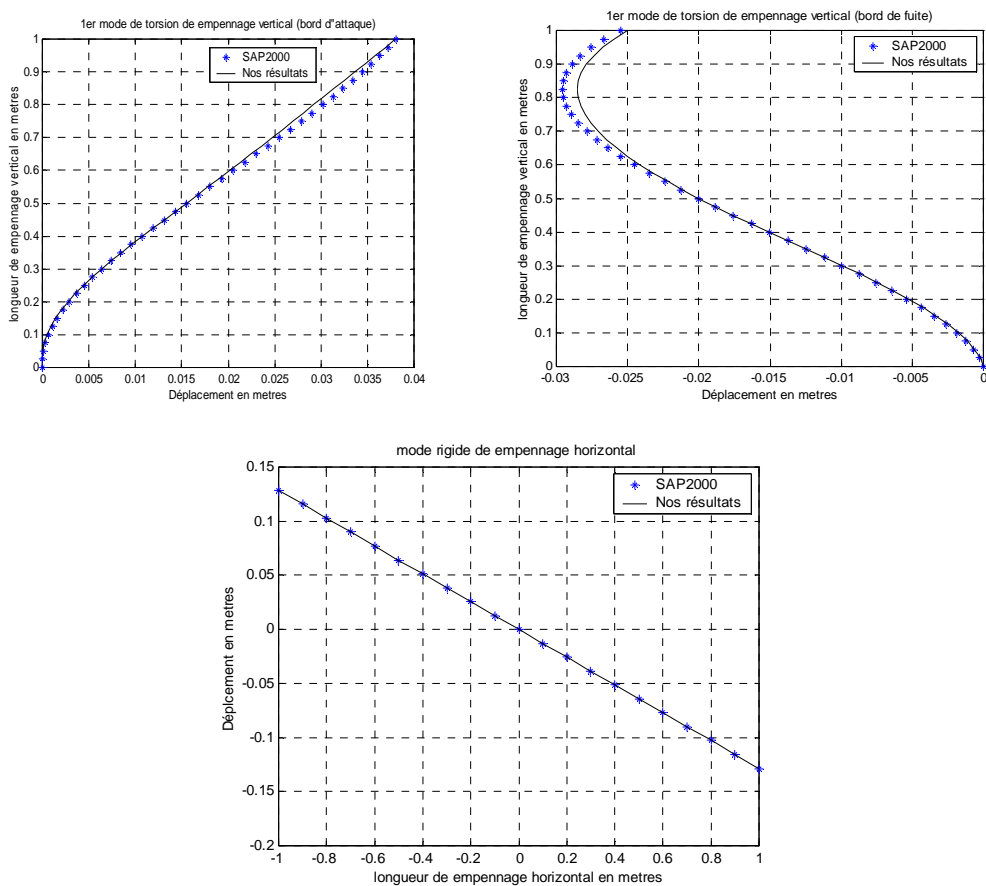 1er mode de torsion de empennage vertical (bord d"attaque)
SAP2000
Nos résultats
1
0.9
0.8
0.7
0.6
0.5
0.4
0.3
0.2
0.1
0
longueur de empennage vertical en metres
0 0.005 0.01 0.015 0.02 0.025 0.03 0.035 0.04
Déplacement en metres
1er mode de torsion de empennage vertical (bord de fuite)
SAP2000
Nos résultats
1
0.9
0.8
0.7
0.6
0.5
0.4
0.3
0.2
0.1
0
longueur de empennage vertical en metres
-0.03 -0.025 -0.02 -0.015 -0.01 -0.005 0
Déplacement en metres
mode rigide de empennage horizontal
SAP2000
Nos résultats
0.15
0.1
0.05
0
-0.05
-0.1
-0.15
-0.2
Déplcement en metres
-1 -0.8 -0.6 -0.4 -0.2 0 0.2 0.4 0.6 0.8 1
longueur de empennage horizontal en metres